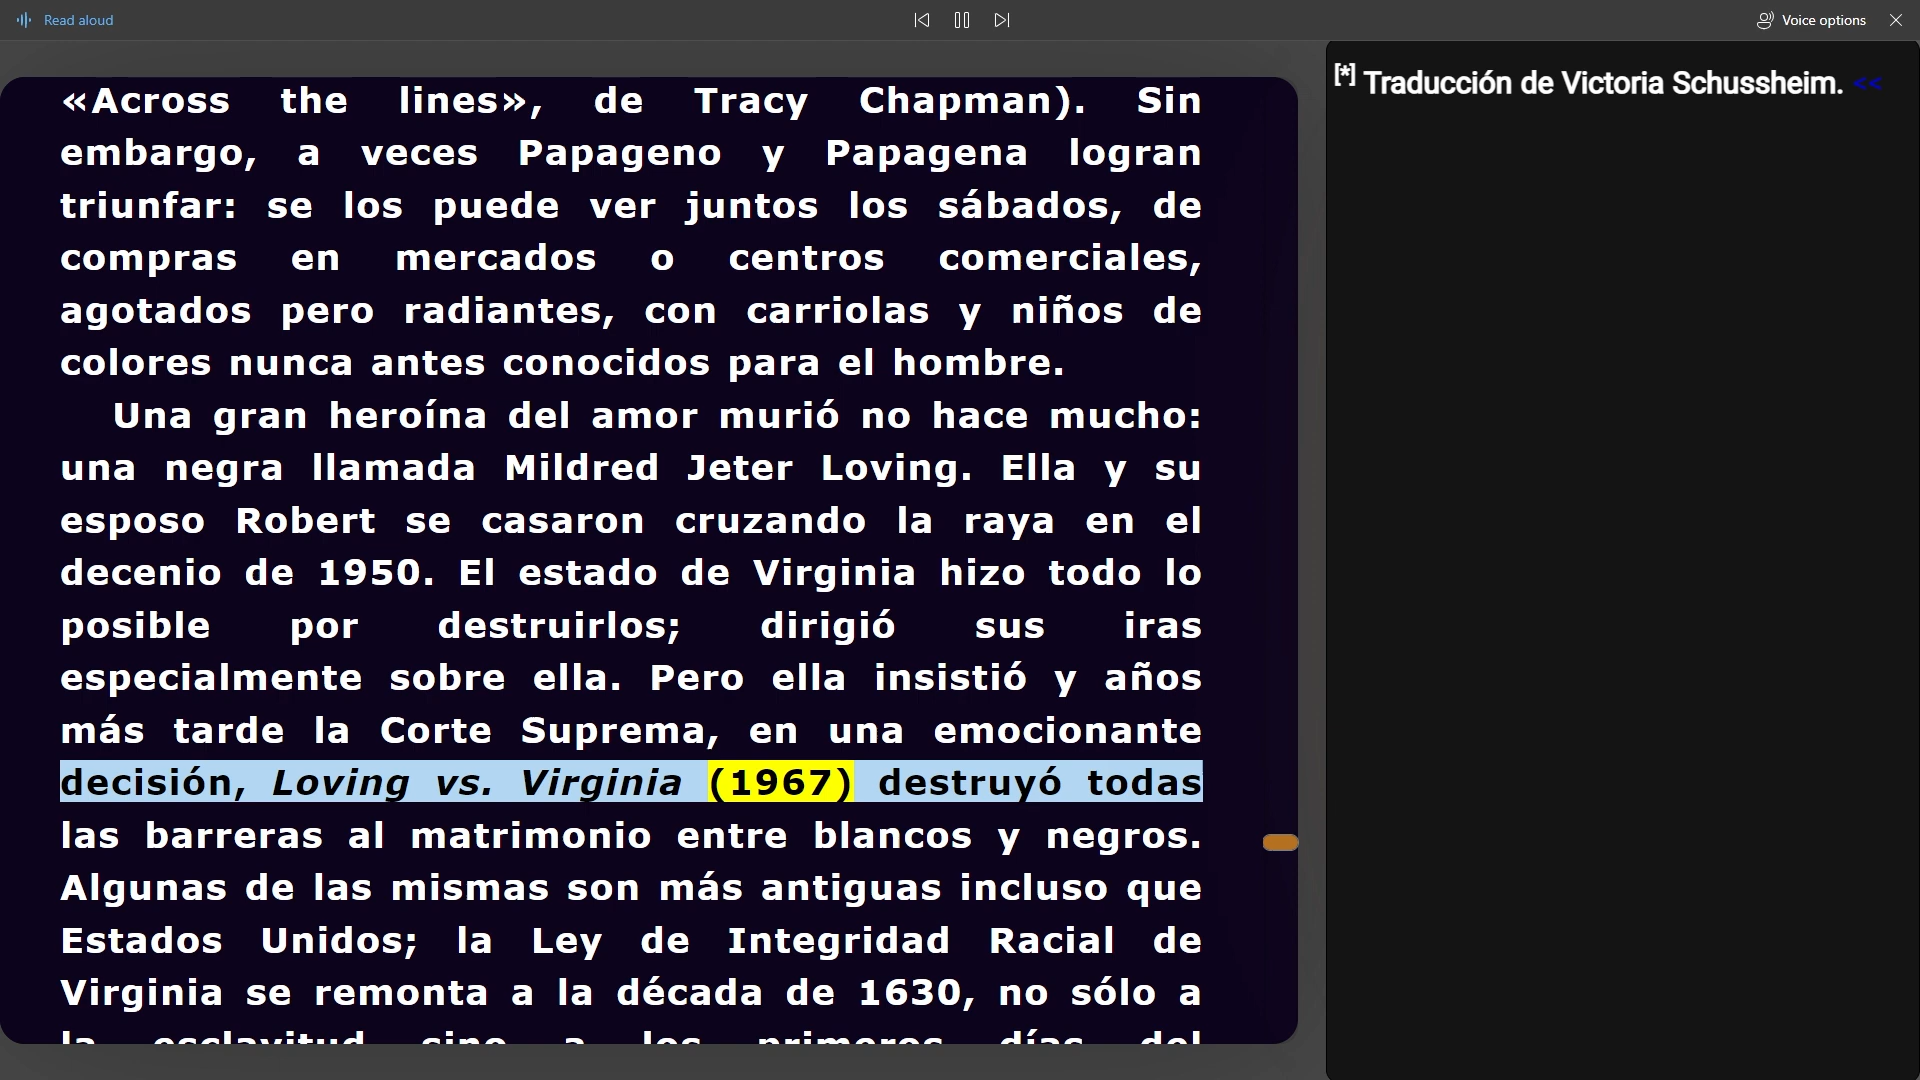 Read aloud
Voice options
«Across the lines», de Tracy Chapman). Sin
embargo, a veces Papageno y Papagena logran
triunfar: se los puede ver juntos los sábados, de
compras en mercados o centros comerciales,
agotados pero radiantes, con carriolas y niños de
colores nunca antes conocidos para el hombre.
Una gran heroína del amor murió no hace mucho:
una negra llamada Mildred Jeter Loving. Ella y su
esposo Robert se casaron cruzando la raya en el
decenio de 1950. El estado de Virginia hizo todo lo
posible por destruirlos; dirigió sus iras
especialmente sobre ella. Pero ella insistió y años
más tarde la Corte Suprema, en una emocionante
decisión, Loving vs. Virginia (1967) destruyó todas
las barreras al matrimonio entre blancos y negros.
Algunas de las mismas son más antiguas incluso que
Estados Unidos; la Ley de Integridad Racial de
Virginia se remonta a la década de 1630, no sólo a
la esclavitud sino a los primeros días del
[*] Traducción de Victoria Schussheim. <<